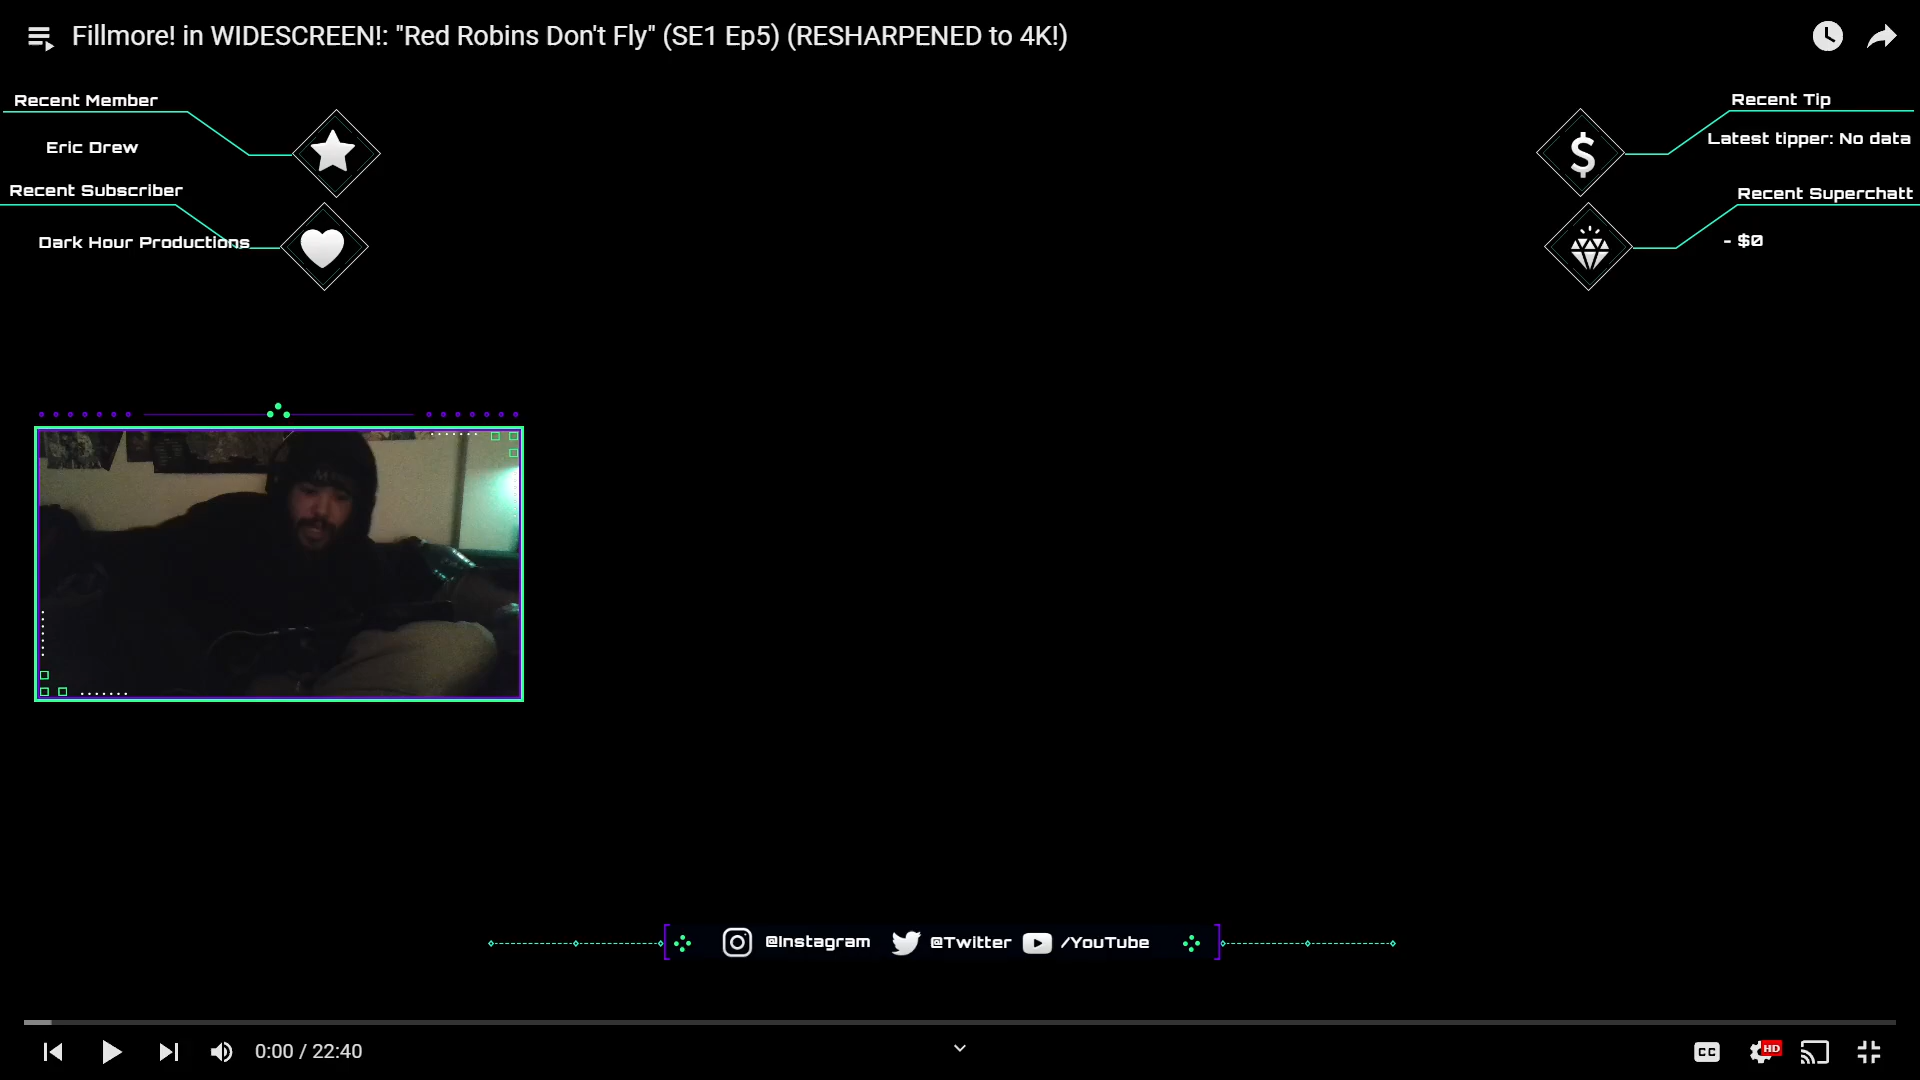 Fillmore! in WIDESCREEN!: "Red Robins Don't Fly" (SE1 Ep5) (RESHARPENED to 4K!)
Recent Member
Eric Drew
Recent Subscriber
Dark Hour Productions
Recent Tip
Latest tipper: No data
Recent Superchatt
- $0
@Instagram @Twitter /YouTube
0:00 / 22:40
CC HD